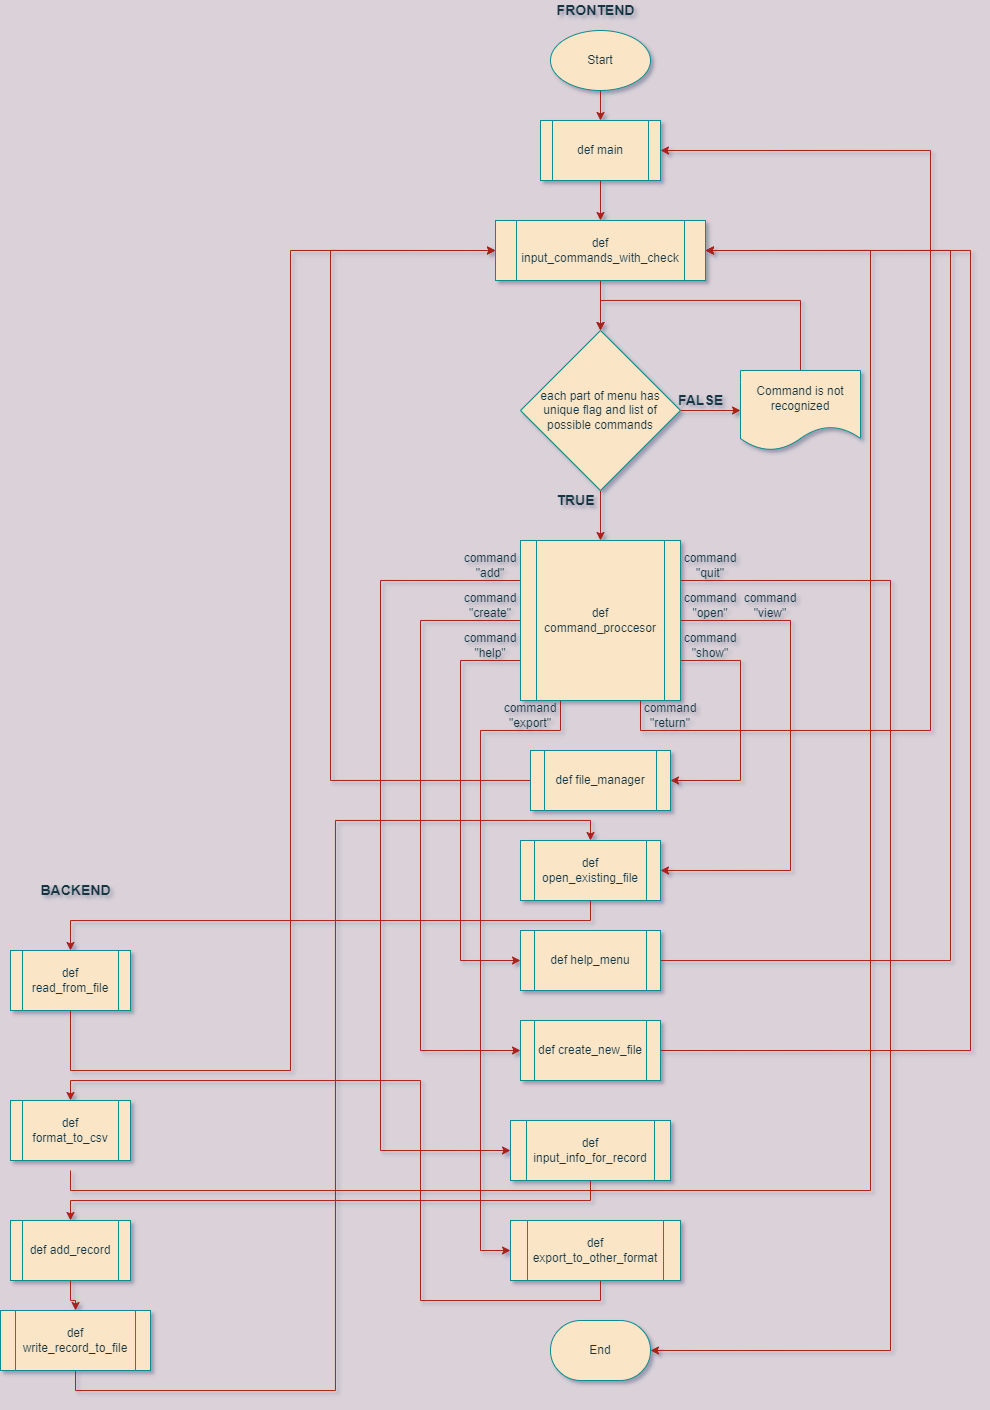 FRONTEND
Start
def main
def
input_commands_with_check
each part of menu has
unique flag and list of
possible commands
FALSE
Command is not
recognized
TRUE
command
"add"
command
"quit"
command
"create"
def
command_proccesor
command
"open"
command
"view"
command
"help"
command
"show"
command
"export"
command
"return"
def file_manager
def
open_existing_file
BACKEND
def
read_from_file
def help_menu
def create_new_file
def
format_to_csv
def
input_info_for_record
def add_record
def
export_to_other_format
def
write_record_to_file
End